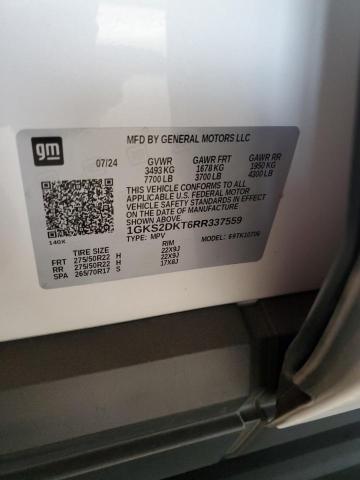 gm
MFD BY GENERAL MOTORS LLC
07/24 GVWR GAWR FRT GAWR RR
3493 KG 1678 KG 1950 KG
7700 LB 3700 LB 4300 LB
THIS VEHICLE CONFORMS TO ALL
APPLICABLE U.S. FEDERAL MOTOR
VEHICLE SAFETY STANDARDS IN EFFECT
ON THE DATE OF MANUFACTURE
SHOWN ABOVE.
1GKS2DKT6RR337559
140X TYPE: MPV MODEL:
TIRE SIZE RIM
FRT 275/50R22 H 22X9J
RR 275/50R22 H 22X9J
SPA 265/70R17 S 17X8J